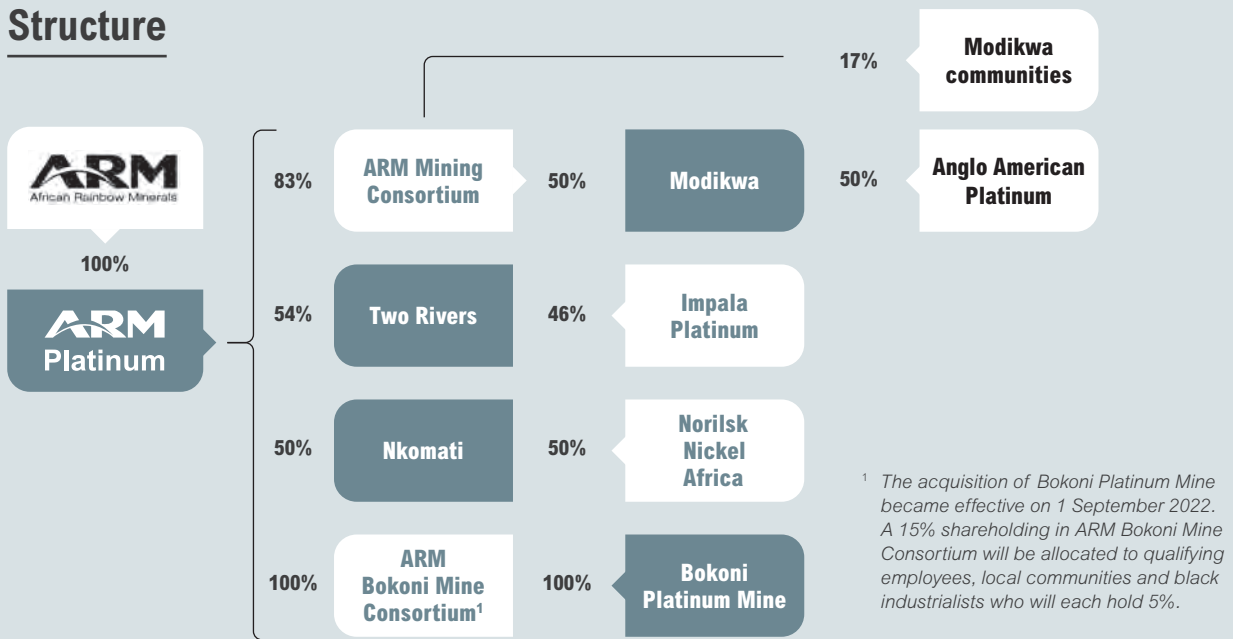 Structure
17%
Modikwa
communities
ARM
African Rainbow Minerals
100%
ARM
Platinum
83%
ARM Mining
Consortium
50%
Modikwa
50%
Anglo American
Platinum
54%
Two Rivers
46%
Impala
Platinum
50%
Nkomati
50%
Norilsk
Nickel
Africa
100%
ARM
Bokoni Mine
Consortium¹
100%
Bokoni
Platinum Mine
¹ The acquisition of Bokoni Platinum Mine
became effective on 1 September 2022.
A 15% shareholding in ARM Bokoni Mine
Consortium will be allocated to qualifying
employees, local communities and black
industrialists who will each hold 5%.